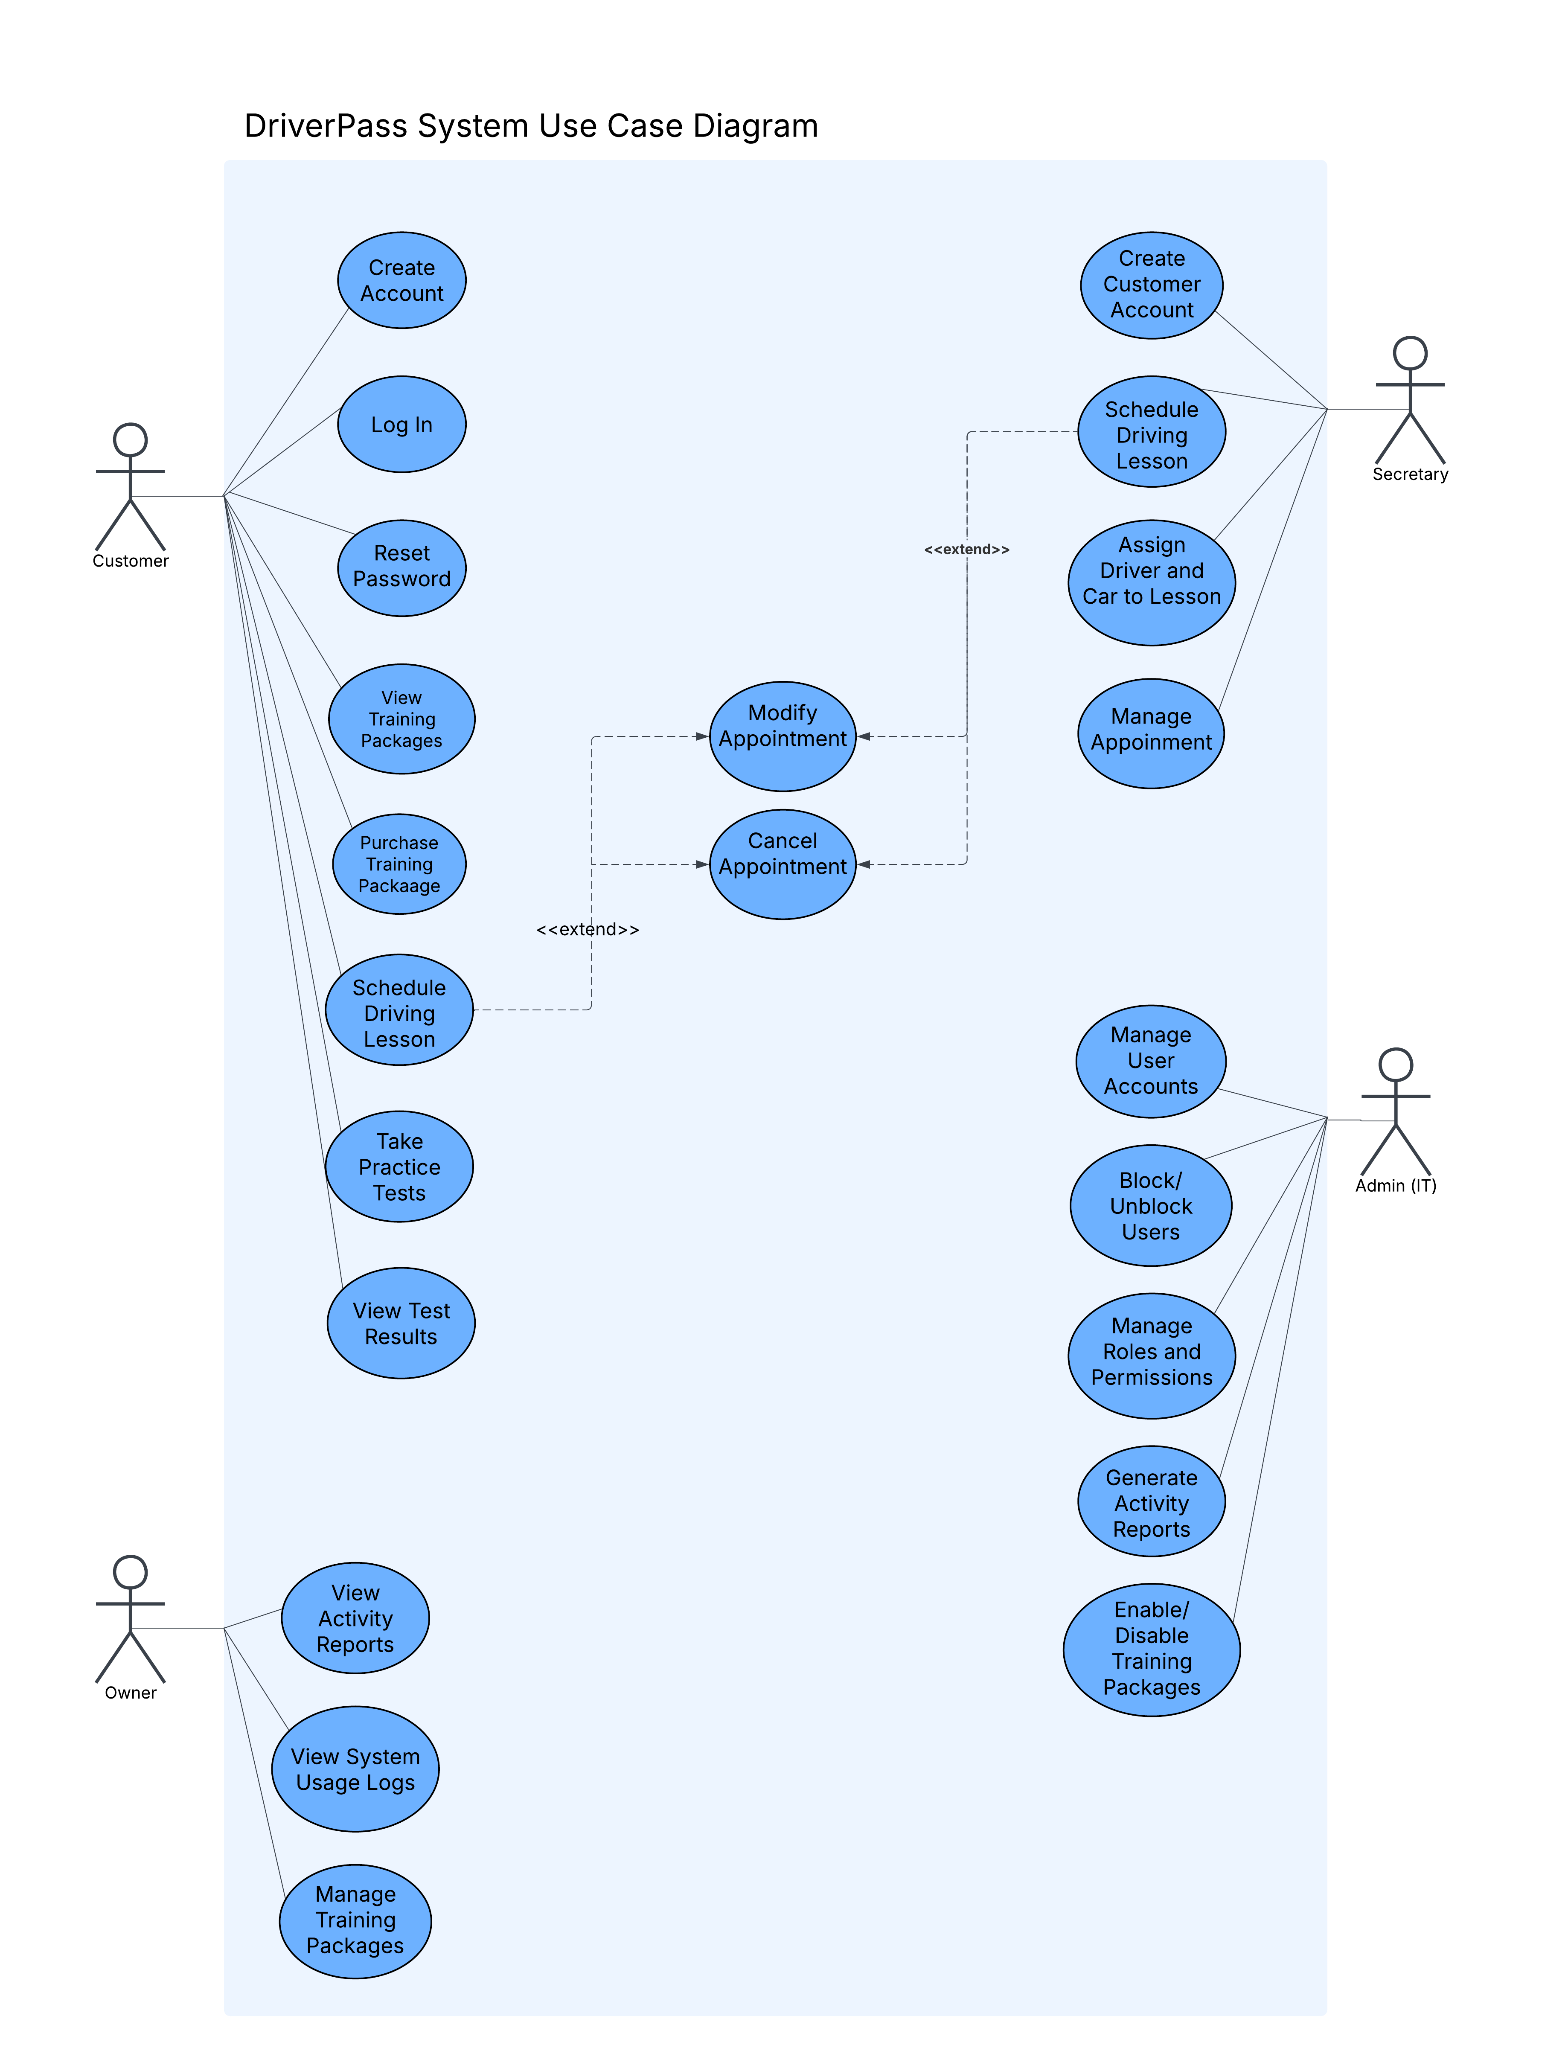 DriverPass System Use Case Diagram
Create
Account
Log In
Reset
Password
View
Training
Packages
Purchase
Training
Packaage
Schedule
Driving
Lesson
Take
Practice
Tests
View Test
Results
Customer
<<extend>>
Modify
Appointment
Cancel
Appointment
<<extend>>
Create
Customer
Account
Schedule
Driving
Lesson
Assign
Driver and
Car to Lesson
Manage
Appoinment
Secretary
Manage
User
Accounts
Block/
Unblock
Users
Manage
Roles and
Permissions
Generate
Activity
Reports
Enable/
Disable
Training
Packages
Admin (IT)
View
Activity
Reports
View System
Usage Logs
Manage
Training
Packages
Owner